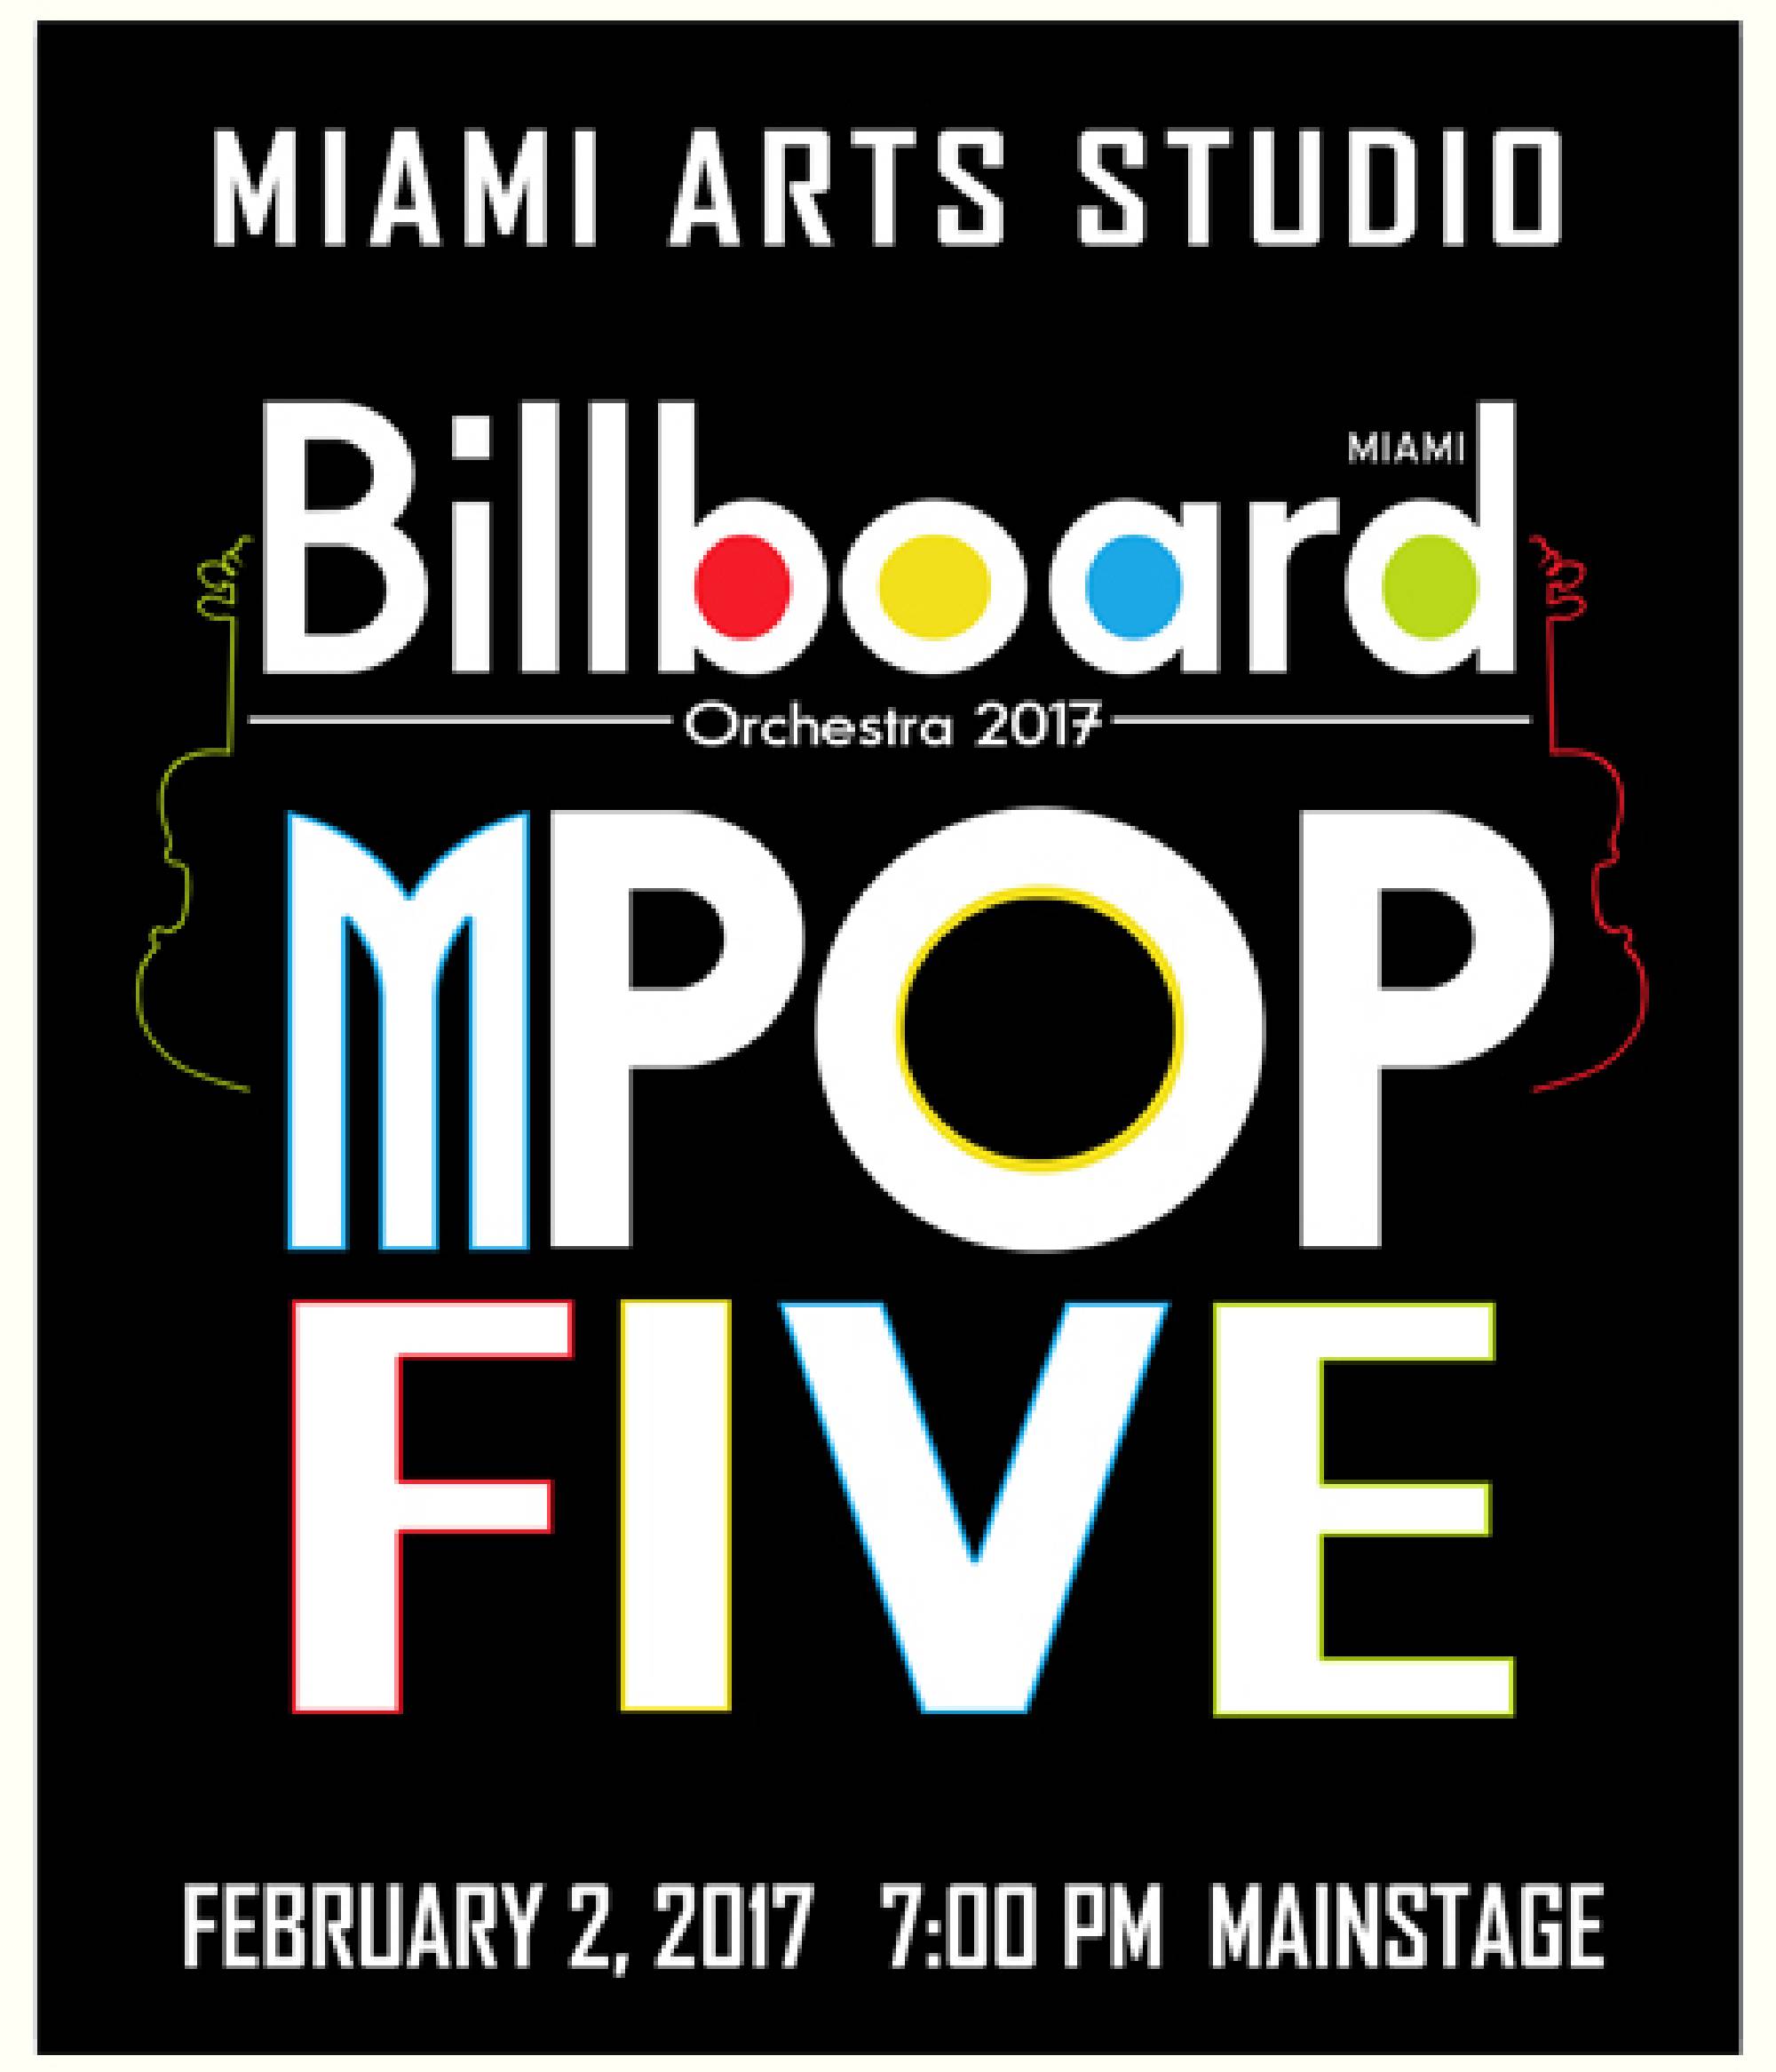 MIAMI ARTS STUDIO
MIAMI
Billboard
Orchestra 2017
MPOP
FIVE
FEBRUARY 2, 2017 7:00 PM MAINSTAGE